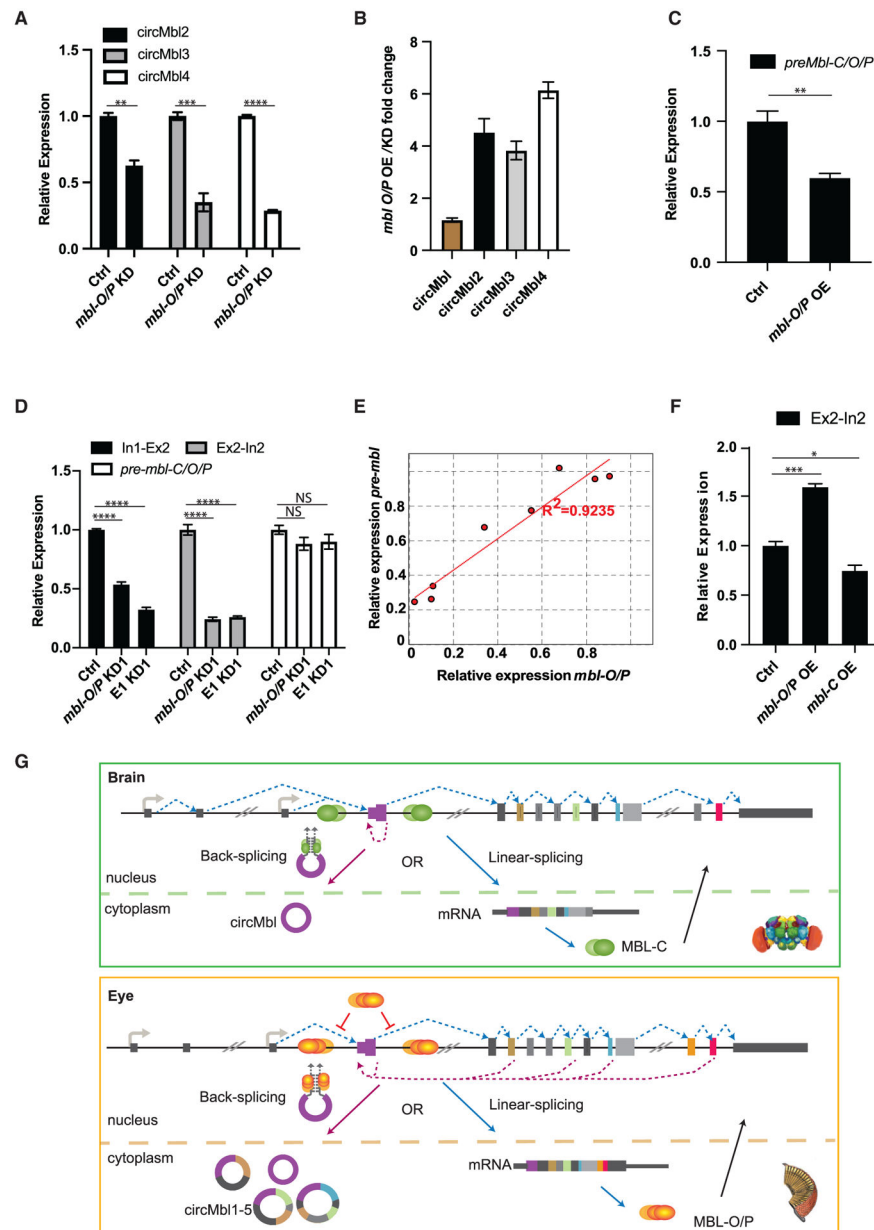 A
circMbl2
circMbl3
circMbl4
Relative Expression
1.5
1.0
0.5
0.0
**
***
****
Ctrl
mbl-O/P KD
Ctrl
mbl-O/P KD
Ctrl
mbl-O/P KD
B
mbl O/P OE /KD fold change
8
6
4
2
0
circMbl
circMbl2
circMbl3
circMbl4
C
preMbl-C/O/P
Relative Expression
1.5
1.0
0.5
0.0
**
Ctrl
mbl-O/P OE
D
In1-Ex2
Ex2-In2
pre-mbl-C/O/P
Relative Expression
1.5
1.0
0.5
0.0
****
****
****
****
NS
NS
Ctrl
mbl-O/P KD1
E1 KD1
Ctrl
mbl-O/P KD1
E1 KD1
Ctrl
mbl-O/P KD1
E1 KD1
E
Relative expression pre-mbl
0.8
0.6
0.4
0.2
0
R2=0.9235
0
0.2
0.4
0.6
0.8
Relative expression mbl-O/P
F
Ex2-In2
Relative Express ion
2.0
1.5
1.0
0.5
0.0
*
***
Ctrl
mbl-O/P OE
mbl-C OE
G
Brain
Back-splicing
OR
Linear-splicing
nucleus
cytoplasm
circMbl
mRNA
MBL-C
Eye
Back-splicing
OR
Linear-splicing
nucleus
cytoplasm
circMbl1-5
mRNA
MBL-O/P